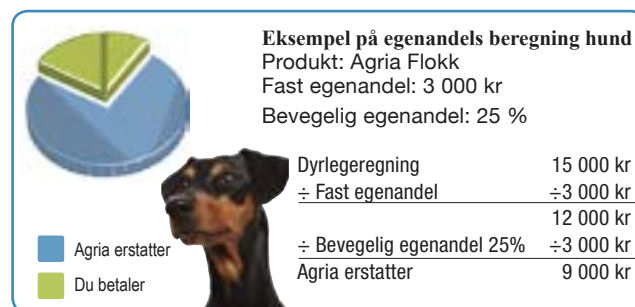 Eksempel på egenandels beregning hund
Produkt: Agria Flokk
Fast egenandel: 3 000 kr
Bevegelig egenandel: 25 %
Dyrlegeregning 15 000 kr
÷ Fast egenandel ÷3 000 kr
12 000 kr
÷ Bevegelig egenandel 25% ÷3 000 kr
Agria erstatter 9 000 kr
Agria erstatter
Du betaler